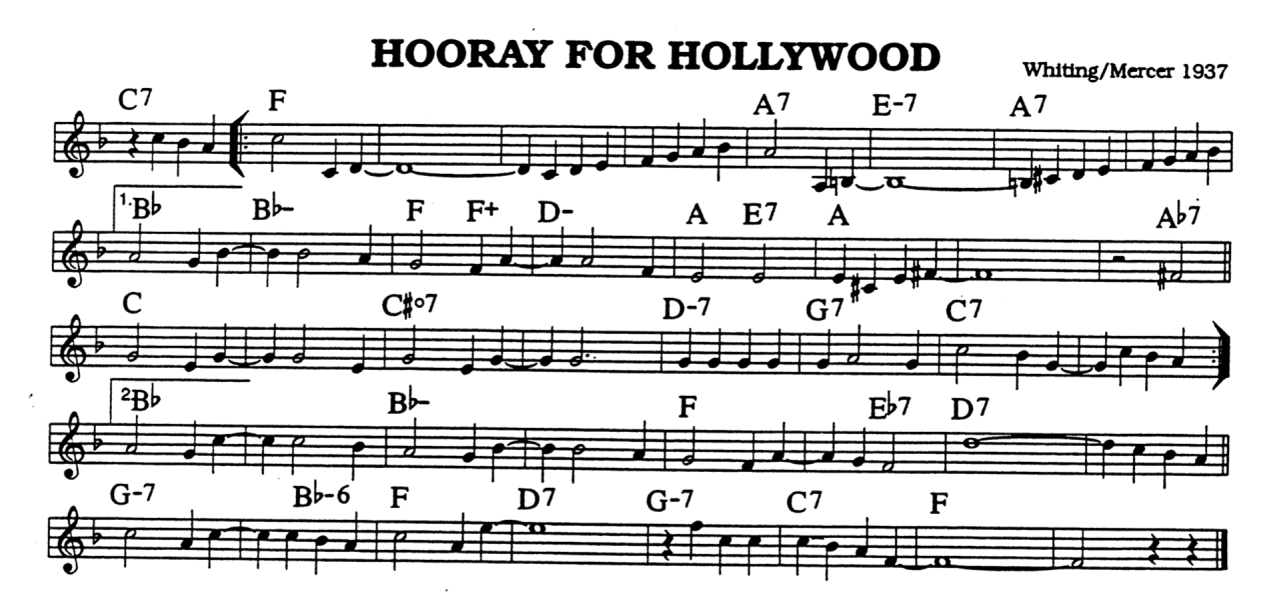 HOORAY FOR HOLLYWOOD
Whiting/Mercer 1937
C7 F A7 E-7 A7
1. B♭ B♭- F F+ D- A E7 A A♭7
C C#°7 D-7 G7 C7
2 B♭ B♭- F E♭7 D7
G-7 B♭-6 F D7 G-7 C7 F